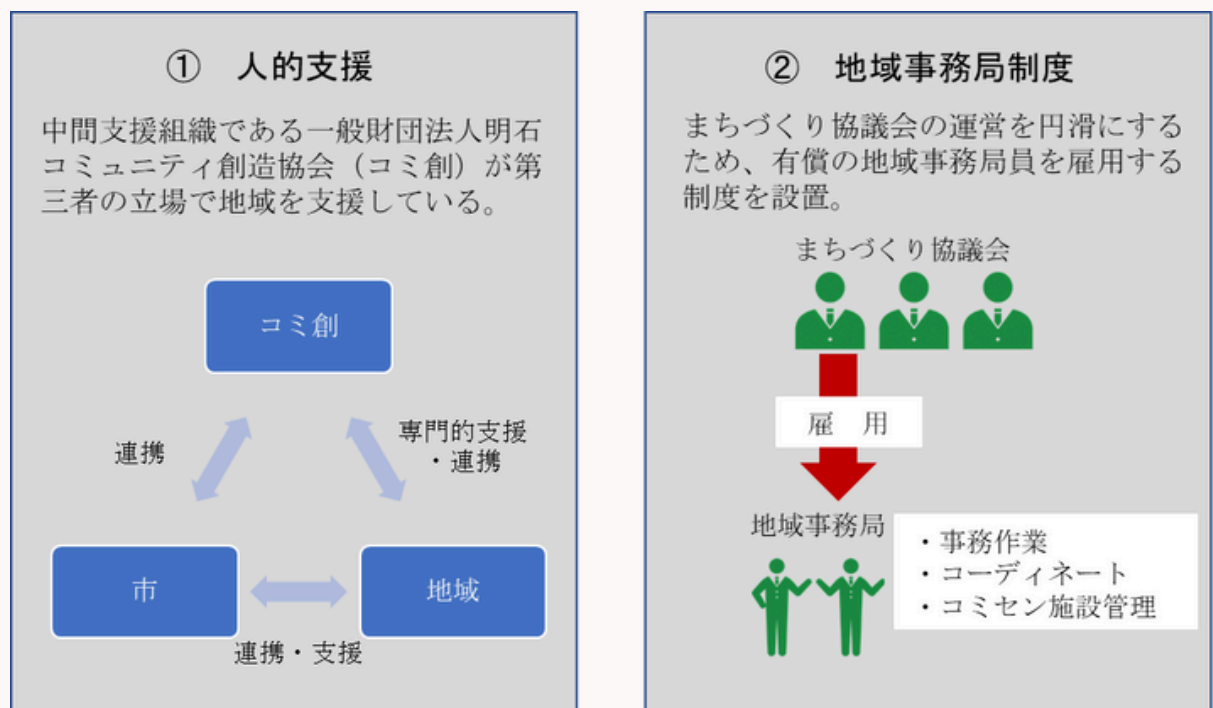 ① 人的支援
中間支援組織である一般財団法人明石
コミュニティ創造協会（コミ創）が第
三者の立場で地域を支援している。
コミ創
連携
専門的支援
・連携
市
地域
連携・支援
② 地域事務局制度
まちづくり協議会の運営を円滑にする
ため、有償の地域事務局員を雇用する
制度を設置。
まちづくり協議会
雇 用
地域事務局
・事務作業
・コーディネート
・コミセン施設管理